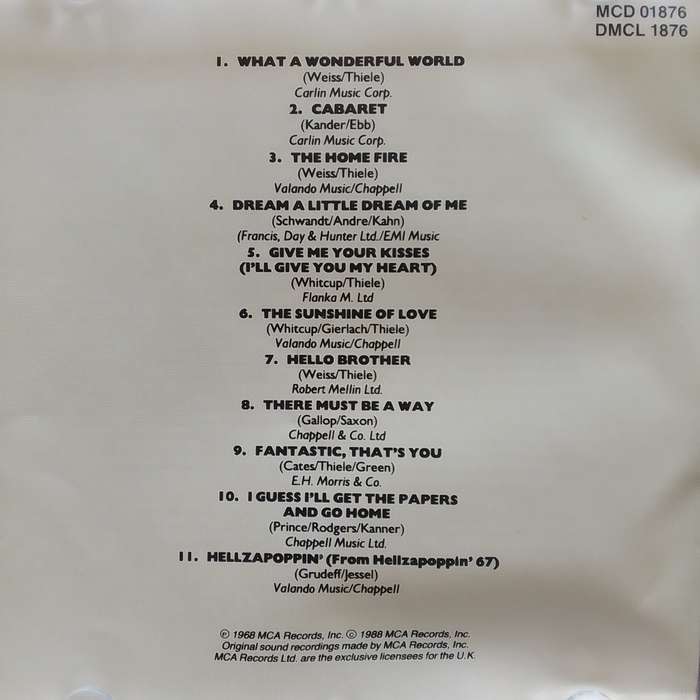 MCD 01876
DMCL 1876
1. WHAT A WONDERFUL WORLD
(Weiss/Thiele)
Carlin Music Corp.
2. CABARET
(Kander/Ebb)
Carlin Music Corp.
3. THE HOME FIRE
(Weiss/Thiele)
Valando Music/Chappell
4. DREAM A LITTLE DREAM OF ME
(Schwandt/Andre/Kahn)
(Francis, Day & Hunter Ltd./EMI Music
5. GIVE ME YOUR KISSES
(I'LL GIVE YOU MY HEART)
(Whitcup/Thiele)
Flanka M. Ltd
6. THE SUNSHINE OF LOVE
(Whitcup/Gierlach/Thiele)
Valando Music/Chappell
7. HELLO BROTHER
(Weiss/Thiele)
Robert Mellin Ltd.
8. THERE MUST BE A WAY
(Gallop/Saxon)
Chappell & Co. Ltd
9. FANTASTIC, THAT'S YOU
(Cates/Thiele/Green)
E.H. Morris & Co.
10. I GUESS I'LL GET THE PAPERS
AND GO HOME
(Prince/Rodgers/Kanner)
Chappell Music Ltd.
11. HELLZAPOPPIN' (From Hellzapoppin' 67)
(Grudeff/Jessel)
Valando Music/Chappell
℗ 1968 MCA Records, Inc. © 1988 MCA Records, Inc.
Original sound recordings made by MCA Records, Inc.
MCA Records Ltd. are the exclusive licensees for the U.K.